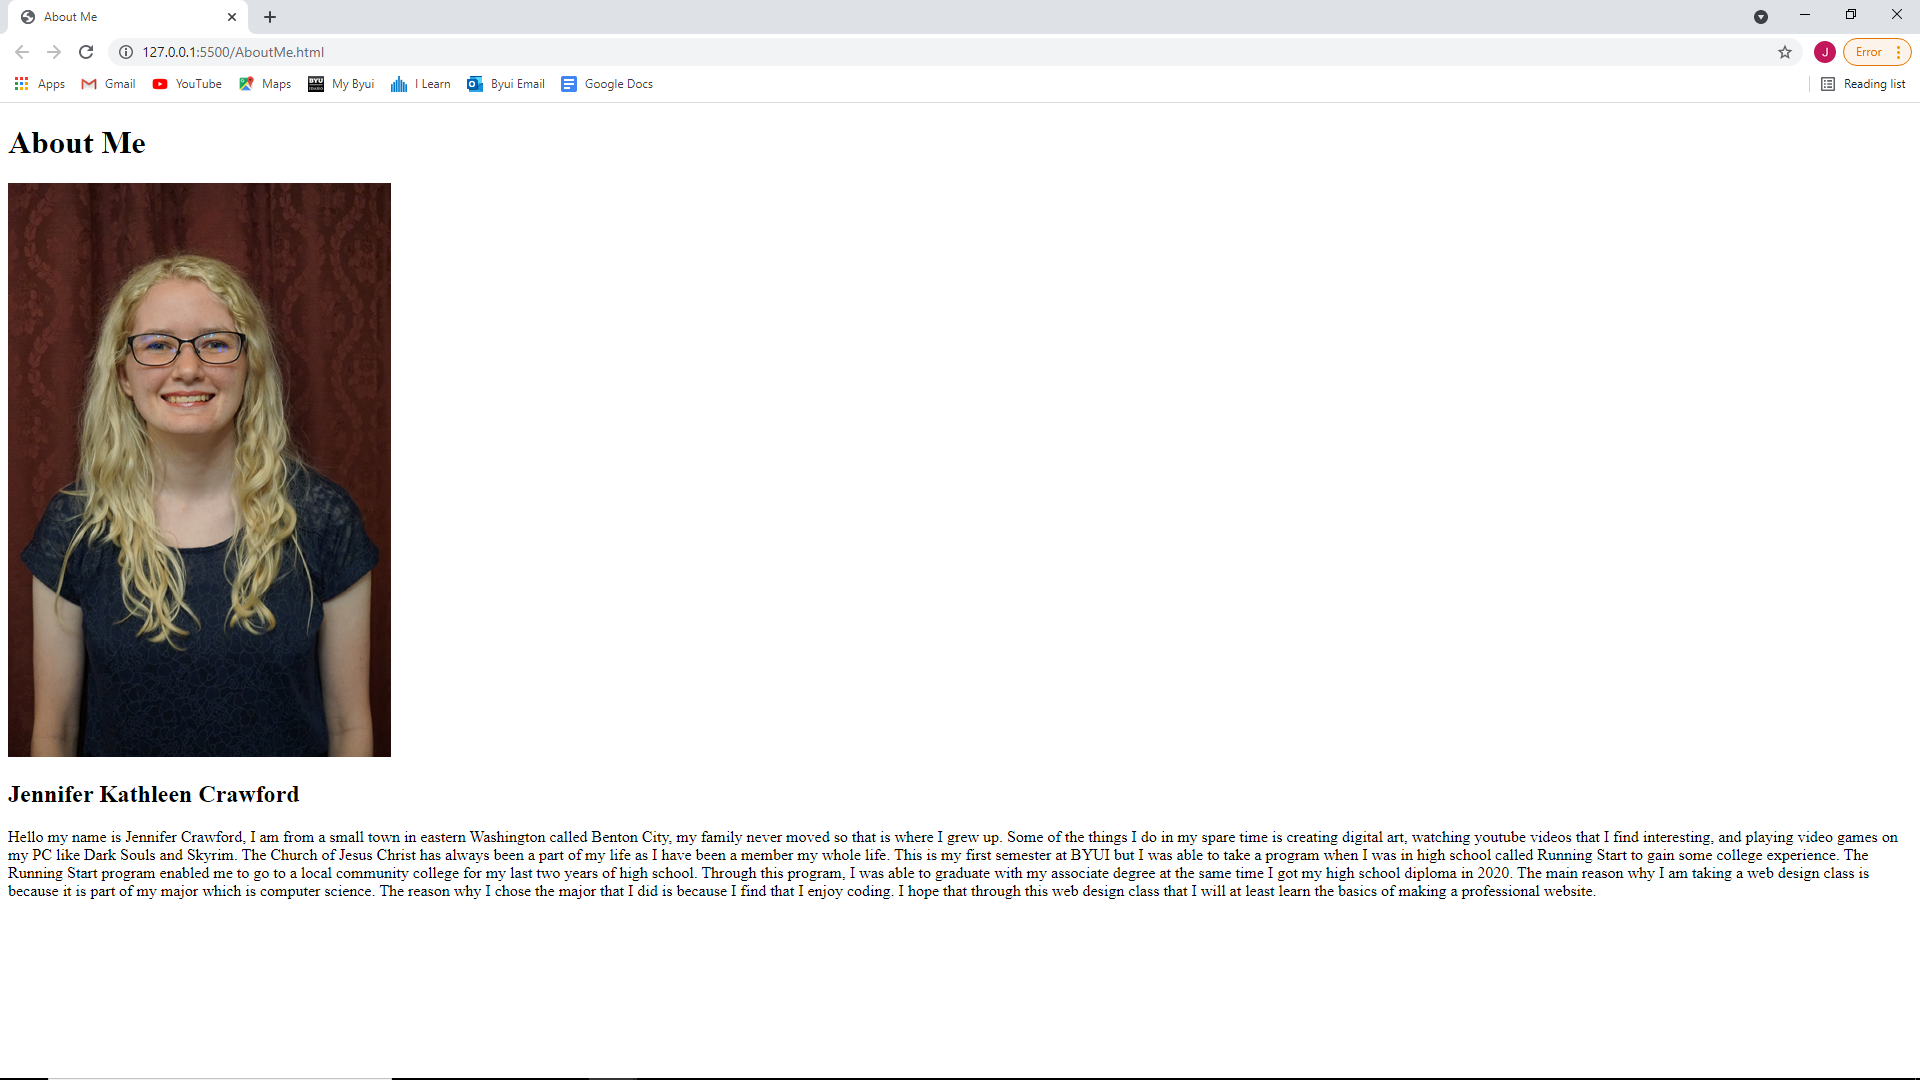 About Me
127.0.0.1:5500/AboutMe.html
J
Error
Apps
Gmail
YouTube
Maps
BYU
IDAHO
My Byui
I Learn
Byui Email
Google Docs
Reading list
About Me
Jennifer Kathleen Crawford
Hello my name is Jennifer Crawford, I am from a small town in eastern Washington called Benton City, my family never moved so that is where I grew up. Some of the things I do in my spare time is creating digital art, watching youtube videos that I find interesting, and playing video games on
my PC like Dark Souls and Skyrim. The Church of Jesus Christ has always been a part of my life as I have been a member my whole life. This is my first semester at BYUI but I was able to take a program when I was in high school called Running Start to gain some college experience. The
Running Start program enabled me to go to a local community college for my last two years of high school. Through this program, I was able to graduate with my associate degree at the same time I got my high school diploma in 2020. The main reason why I am taking a web design class is
because it is part of my major which is computer science. The reason why I chose the major that I did is because I find that I enjoy coding. I hope that through this web design class that I will at least learn the basics of making a professional website.